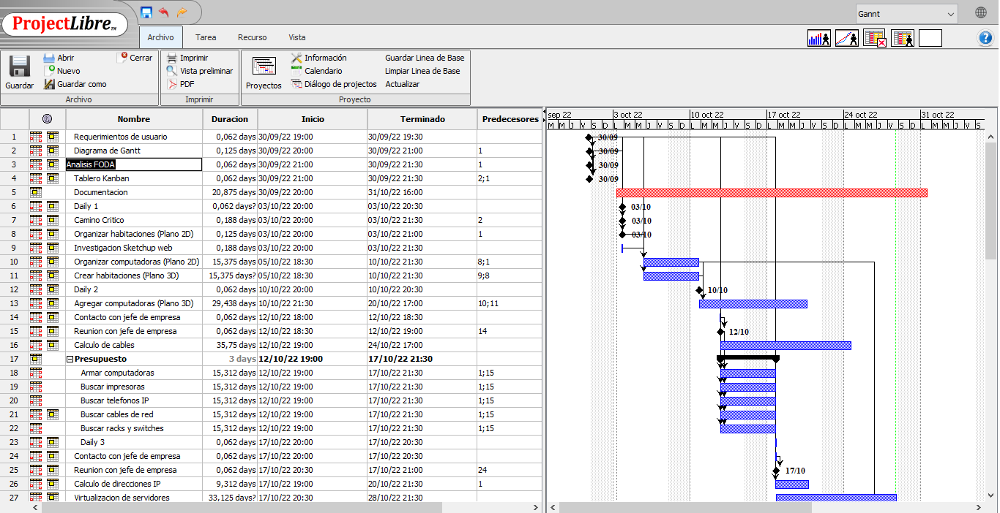 ProjectLibre™
Gannt
Archivo Tarea Recurso Vista
Guardar
Abrir
Nuevo
Guardar como
Cerrar
Archivo
Imprimir
Vista preliminar
PDF
Imprimir
Proyectos
Información
Calendario
Diálogo de projectos
Guardar Linea de Base
Limpiar Linea de Base
Actualizar
Proyecto
Nombre Duracion Inicio Terminado Predecesores
1 Requerimientos de usuario 0,062 days 30/09/22 19:00 30/09/22 19:30
2 Diagrama de Gantt 0,125 days 30/09/22 20:00 30/09/22 21:00 1
3 Analisis FODA 0,062 days 30/09/22 21:00 30/09/22 21:30 1
4 Tablero Kanban 0,062 days 30/09/22 21:00 30/09/22 21:30 2;1
5 Documentacion 20,875 days 30/09/22 20:00 31/10/22 16:00
6 Daily 1 0,062 days? 03/10/22 20:00 03/10/22 20:30
7 Camino Critico 0,188 days 03/10/22 20:00 03/10/22 21:30 2
8 Organizar habitaciones (Plano 2D) 0,125 days 03/10/22 20:00 03/10/22 21:00 1
9 Investigacion Sketchup web 0,188 days 03/10/22 20:00 03/10/22 21:30
10 Organizar computadoras (Plano 2D) 15,375 days 05/10/22 18:30 10/10/22 21:30 8;1
11 Crear habitaciones (Plano 3D) 15,375 days? 05/10/22 18:30 10/10/22 21:30 9;8
12 Daily 2 0,062 days 10/10/22 20:00 10/10/22 20:30
13 Agregar computadoras (Plano 3D) 29,438 days 10/10/22 21:30 20/10/22 17:00 10;11
14 Contacto con jefe de empresa 0,062 days 12/10/22 18:00 12/10/22 18:30
15 Reunion con jefe de empresa 0,062 days 12/10/22 18:30 12/10/22 19:00 14
16 Calculo de cables 35,75 days 12/10/22 19:00 24/10/22 17:00
17 Presupuesto 3 days 12/10/22 19:00 17/10/22 21:30
18 Armar computadoras 15,312 days 12/10/22 19:00 17/10/22 21:30 1;15
19 Buscar impresoras 15,312 days 12/10/22 19:00 17/10/22 21:30 1;15
20 Buscar telefonos IP 15,312 days 12/10/22 19:00 17/10/22 21:30 1;15
21 Buscar cables de red 15,312 days 12/10/22 19:00 17/10/22 21:30 1;15
22 Buscar racks y switches 15,312 days 12/10/22 19:00 17/10/22 21:30 1;15
23 Daily 3 0,062 days 17/10/22 20:00 17/10/22 20:30
24 Contacto con jefe de empresa 0,062 days 17/10/22 20:00 17/10/22 20:30
25 Reunion con jefe de empresa 0,062 days 17/10/22 20:30 17/10/22 21:00 24
26 Calculo de direcciones IP 9,312 days 17/10/22 19:00 20/10/22 21:30 1
27 Virtualizacion de servidores 33,125 days? 17/10/22 20:30 28/10/22 21:30
sep 22 3 oct 22 10 oct 22 17 oct 22 24 oct 22 31 oct 22
M M J V S D L M M J V S D L M M J V S D L M M J V S D L M M J V S D L M M J V S
30/09
30/09
30/09
30/09
03/10
03/10
03/10
10/10
12/10
17/10